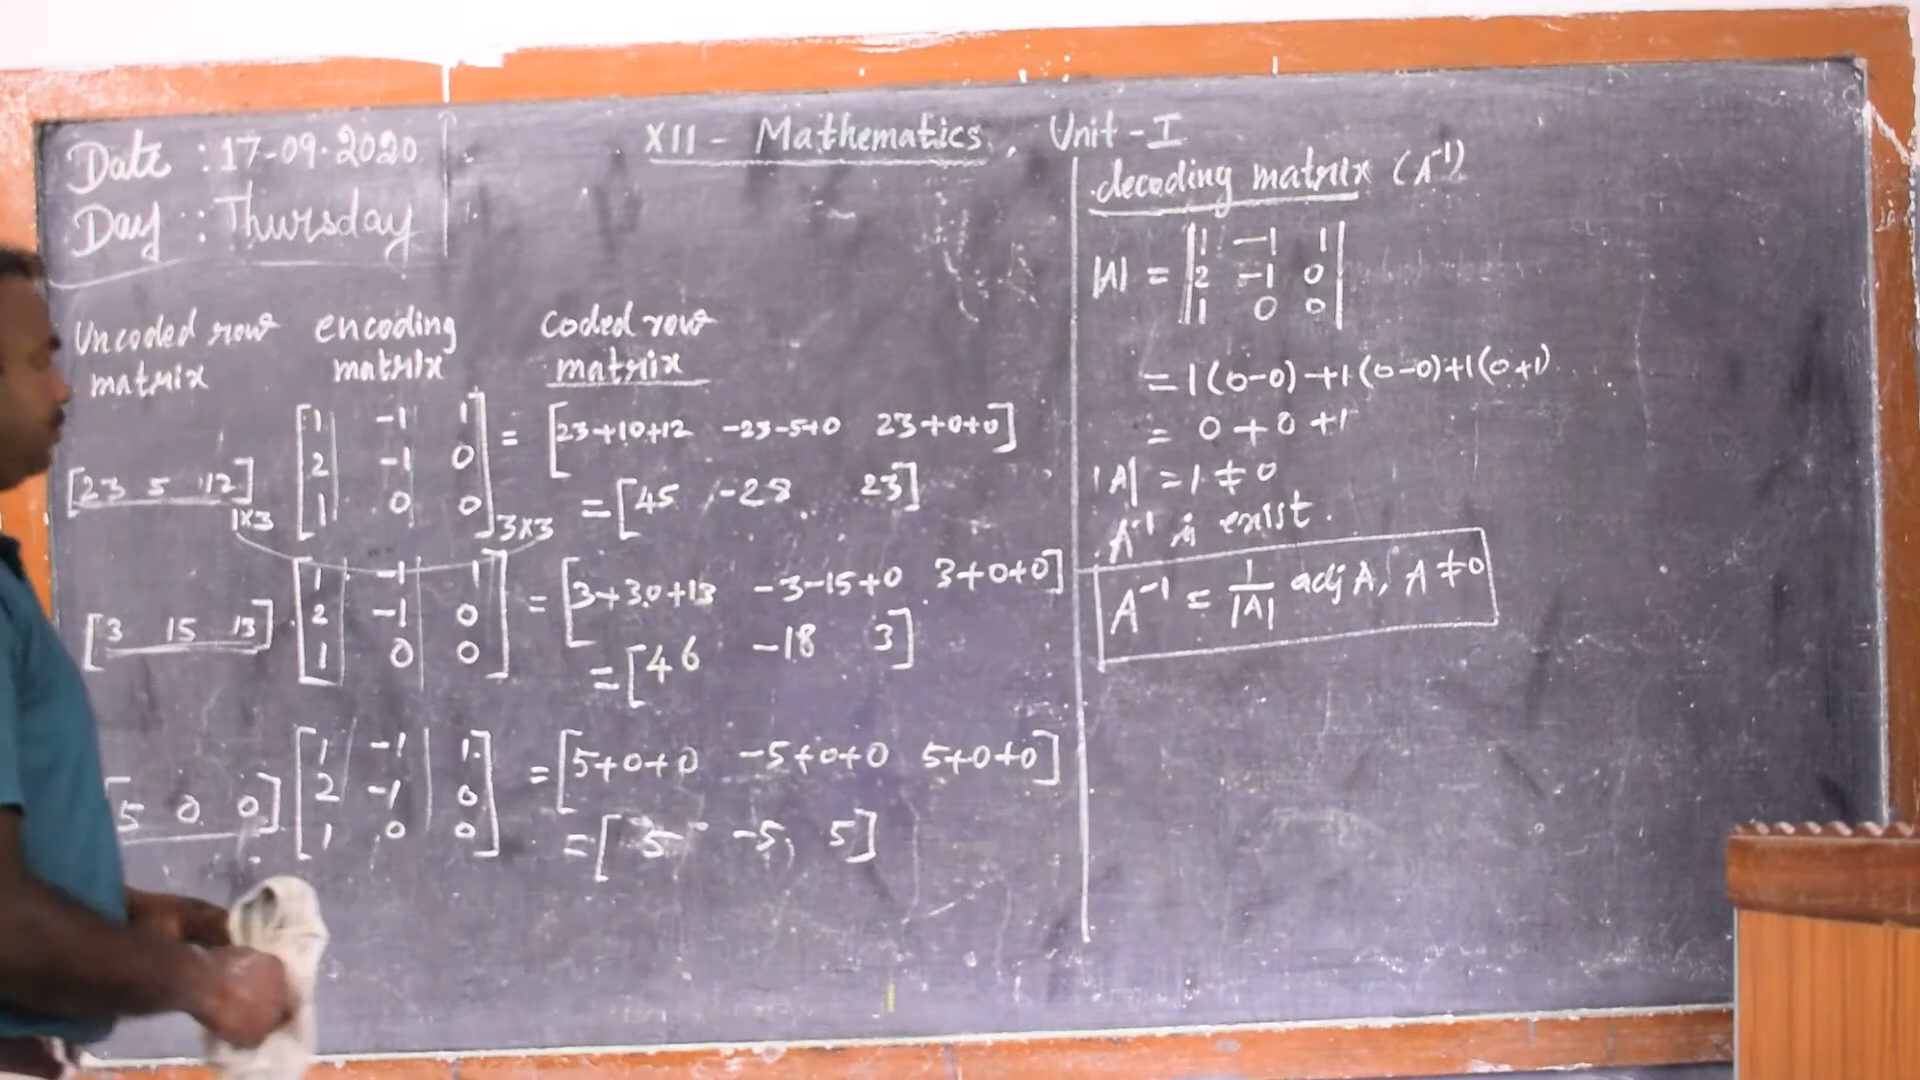 XII - Mathematics, Unit - I
Date : 17-09-2020
Day : Thursday
Uncoded row matrix
encoding matrix
Coded row matrix
[23 5 12] 1×3 [1 -1 1; 2 -1 0; 1 0 0] 3×3 = [23+10+12 -23-5+0 23+0+0]
= [45 -28 23]
[3 15 13] [1 -1 1; 2 -1 0; 1 0 0] = [3+30+13 -3-15+0 3+0+0]
= [46 -18 3]
[5 0 0] [1 -1 1; 2 -1 0; 1 0 0] = [5+0+0 -5+0+0 5+0+0]
= [5 -5 5]
decoding matrix (A⁻¹)
|A| = |1 -1 1; 2 -1 0; 1 0 0|
= 1(0-0)+1(0-0)+1(0+1)
= 0+0+1
|A| = 1 ≠ 0
A⁻¹ is exist.
A⁻¹ = 1/|A| adj A, A ≠ 0